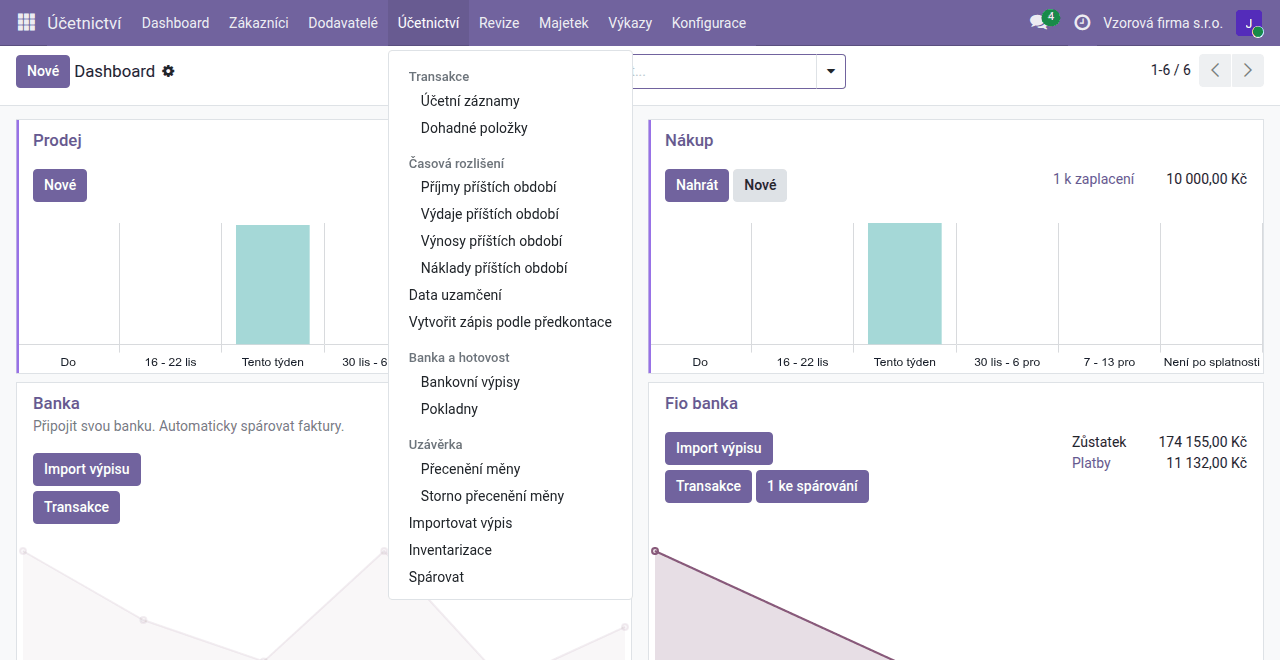 Účetnictví Dashboard Zákazníci Dodavatelé Účetnictví Revize Majetek Výkazy Konfigurace 4 Vzorová firma s.r.o. J
Nové Dashboard 1-6 / 6
Transakce
Účetní záznamy
Dohadné položky
Časová rozlišení
Příjmy příštích období
Výdaje příštích období
Výnosy příštích období
Náklady příštích období
Data uzamčení
Vytvořit zápis podle předkontace
Banka a hotovost
Bankovní výpisy
Pokladny
Uzávěrka
Přecenění měny
Storno přecenění měny
Importovat výpis
Inventarizace
Spárovat
Prodej
Nové
Do 16 - 22 lis Tento týden 30 lis - 6
Nákup
Nahrát Nové 1 k zaplacení 10 000,00 Kč
Do 16 - 22 lis Tento týden 30 lis - 6 pro 7 - 13 pro Není po splatnosti
Banka
Připojit svou banku. Automaticky spárovat faktury.
Import výpisu
Transakce
Fio banka
Import výpisu Zůstatek 174 155,00 Kč
Platby 11 132,00 Kč
Transakce 1 ke spárování